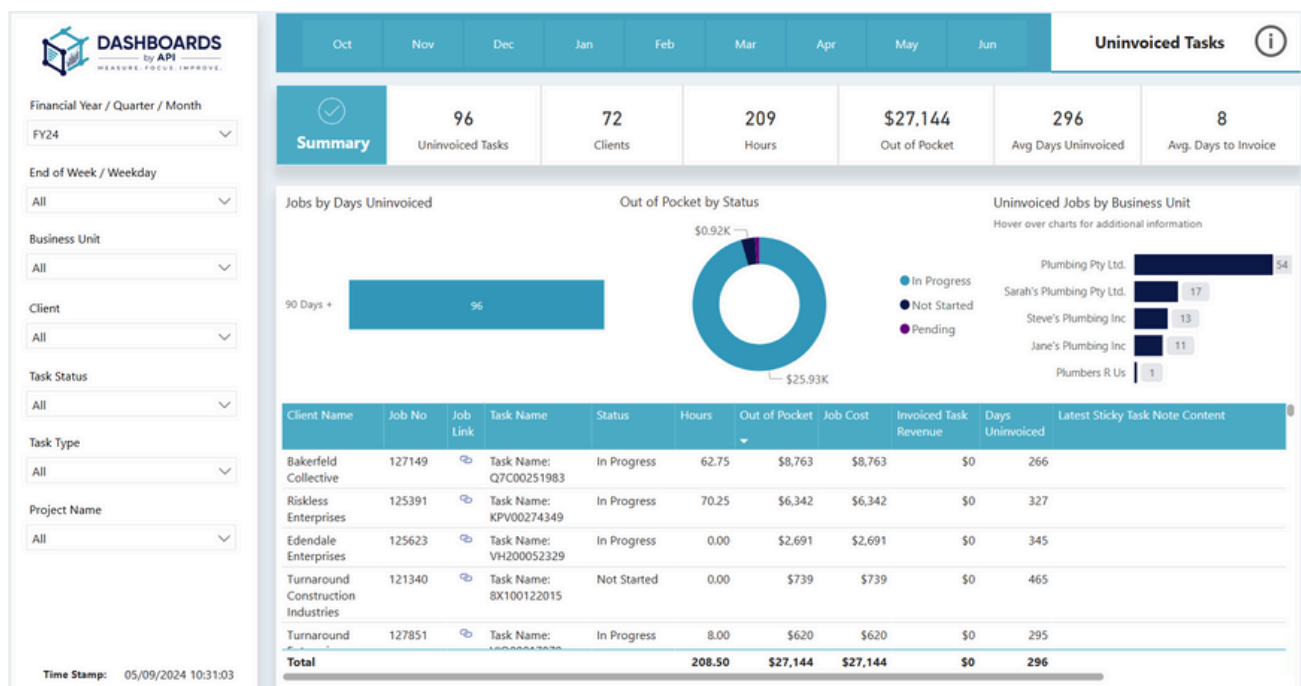 DASHBOARDS
by API
MEASURE. FOCUS. IMPROVE.
Financial Year / Quarter / Month
FY24
End of Week / Weekday
All
Business Unit
All
Client
All
Task Status
All
Task Type
All
Project Name
All
Time Stamp: 05/09/2024 10:31:03
Oct Nov Dec Jan Feb Mar Apr May Jun
Uninvoiced Tasks
i
Summary
96
Uninvoiced Tasks
72
Clients
209
Hours
$27,144
Out of Pocket
296
Avg Days Uninvoiced
8
Avg. Days to Invoice
Jobs by Days Uninvoiced
90 Days +
96
Out of Pocket by Status
$0.92K
$25.93K
In Progress
Not Started
Pending
Uninvoiced Jobs by Business Unit
Hover over charts for additional information
Plumbing Pty Ltd. 54
Sarah's Plumbing Pty Ltd. 17
Steve's Plumbing Inc 13
Jane's Plumbing Inc 11
Plumbers R Us 1
Client Name Job No Job Link Task Name Status Hours Out of Pocket Job Cost Invoiced Task Revenue Days Uninvoiced Latest Sticky Task Note Content
Bakerfeld Collective 127149 Task Name: Q7C00251983 In Progress 62.75 $8,763 $8,763 $0 266
Riskless Enterprises 125391 Task Name: KPV00274349 In Progress 70.25 $6,342 $6,342 $0 327
Edendale Enterprises 125623 Task Name: VH200052329 In Progress 0.00 $2,691 $2,691 $0 345
Turnaround Construction Industries 121340 Task Name: 8X100122015 Not Started 0.00 $739 $739 $0 465
Turnaround 127851 Task Name: In Progress 8.00 $620 $620 $0 295
Total 208.50 $27,144 $27,144 $0 296